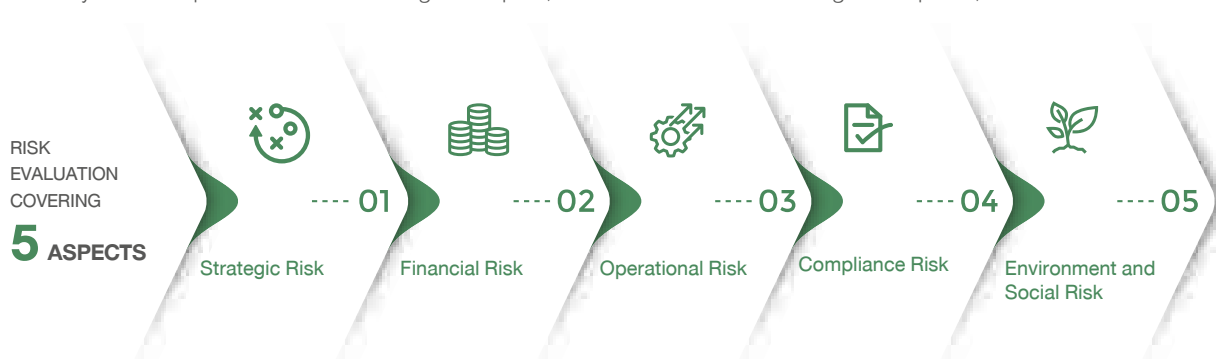 RISK
EVALUATION
COVERING
5 ASPECTS
01
Strategic Risk
02
Financial Risk
03
Operational Risk
04
Compliance Risk
05
Environment and
Social Risk